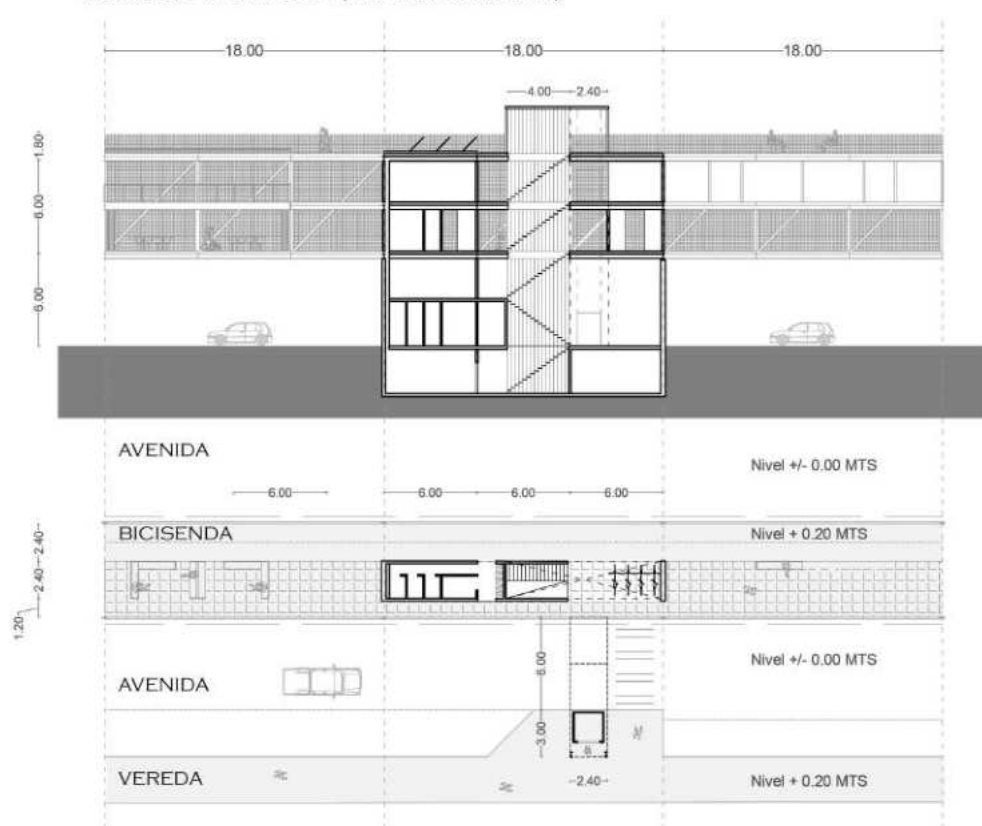 18.00 18.00 18.00
4.00 2.40
1.80
6.00
6.00
AVENIDA
Nivel +/- 0.00 MTS
6.00 6.00 6.00 6.00
BICISENDA
Nivel + 0.20 MTS
2.40
2.40
1.20
6.00
Nivel +/- 0.00 MTS
AVENIDA
3.00
VEREDA
2.40
Nivel + 0.20 MTS